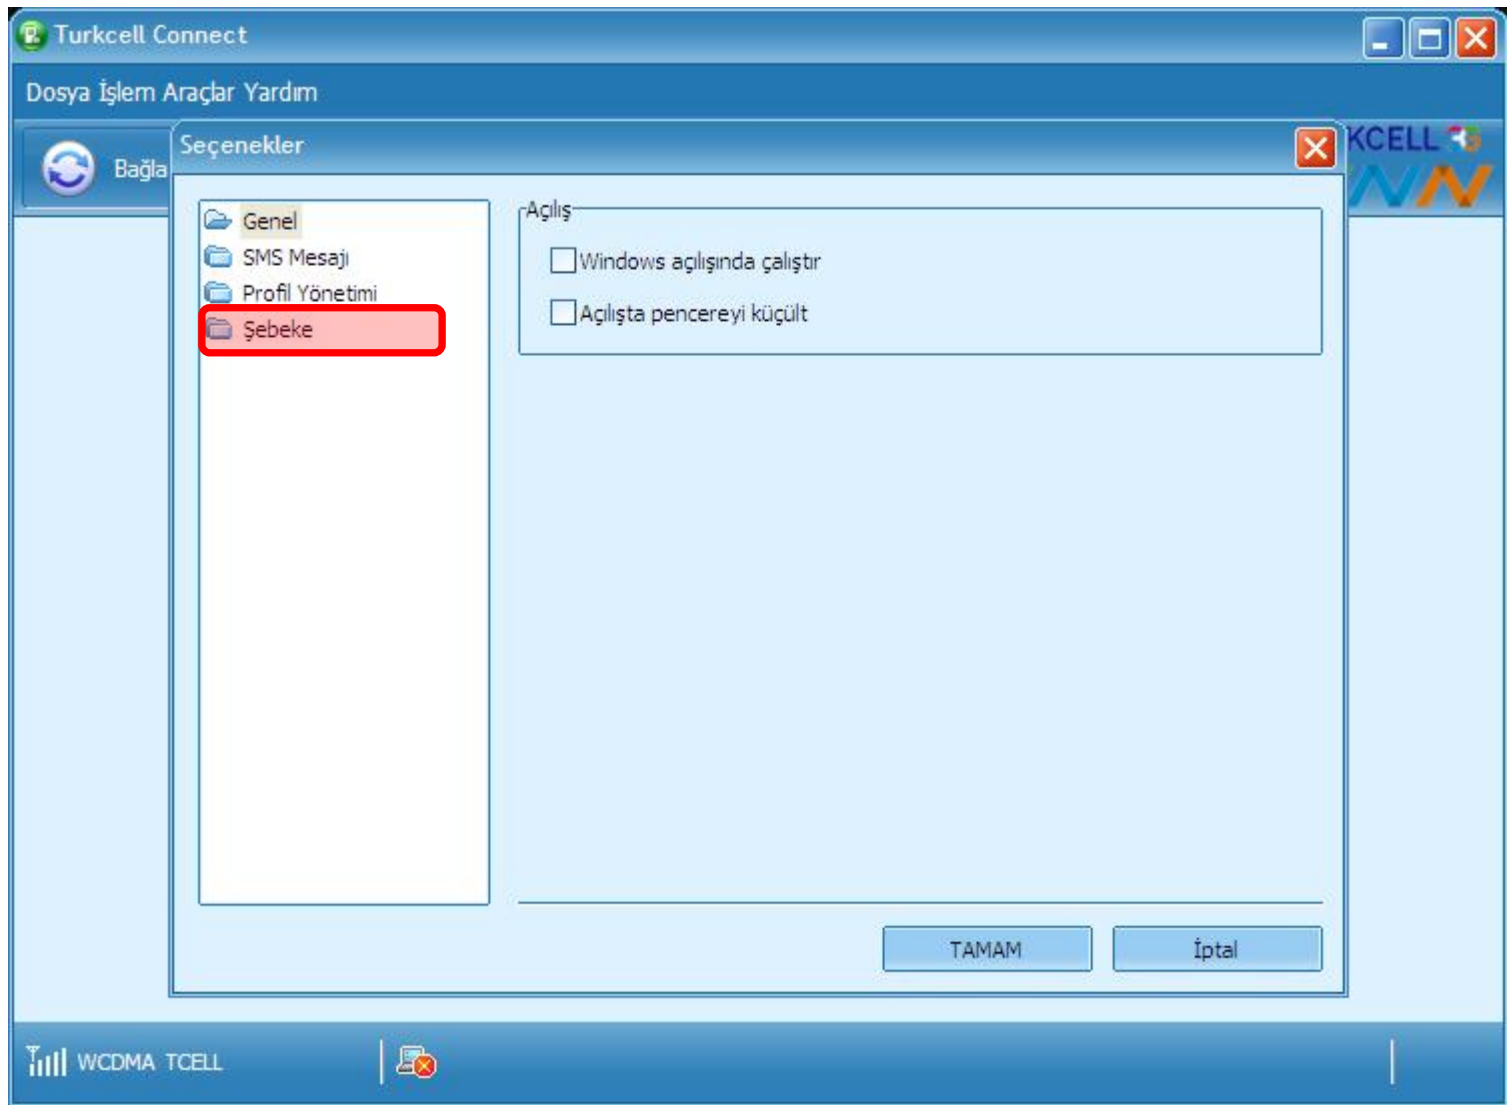 Turkcell Connect
Dosya İşlem Araçlar Yardım
Bağla
KCELL 3G
Seçenekler
Genel
SMS Mesajı
Profil Yönetimi
Şebeke
Açılış
Windows açılışında çalıştır
Açılışta pencereyi küçült
TAMAM
İptal
WCDMA TCELL